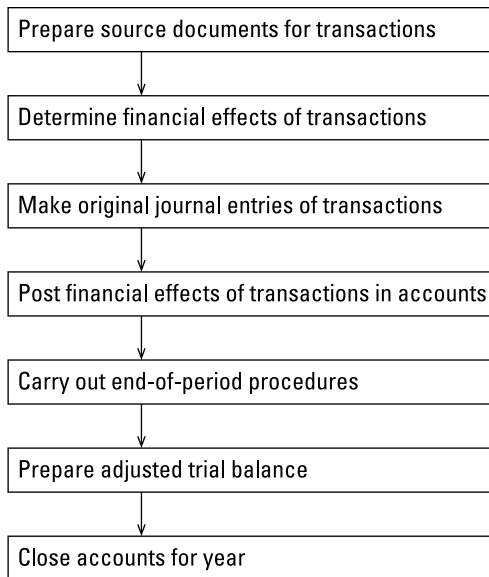 Prepare source documents for transactions
Determine financial effects of transactions
Make original journal entries of transactions
Post financial effects of transactions in accounts
Carry out end-of-period procedures
Prepare adjusted trial balance
Close accounts for year